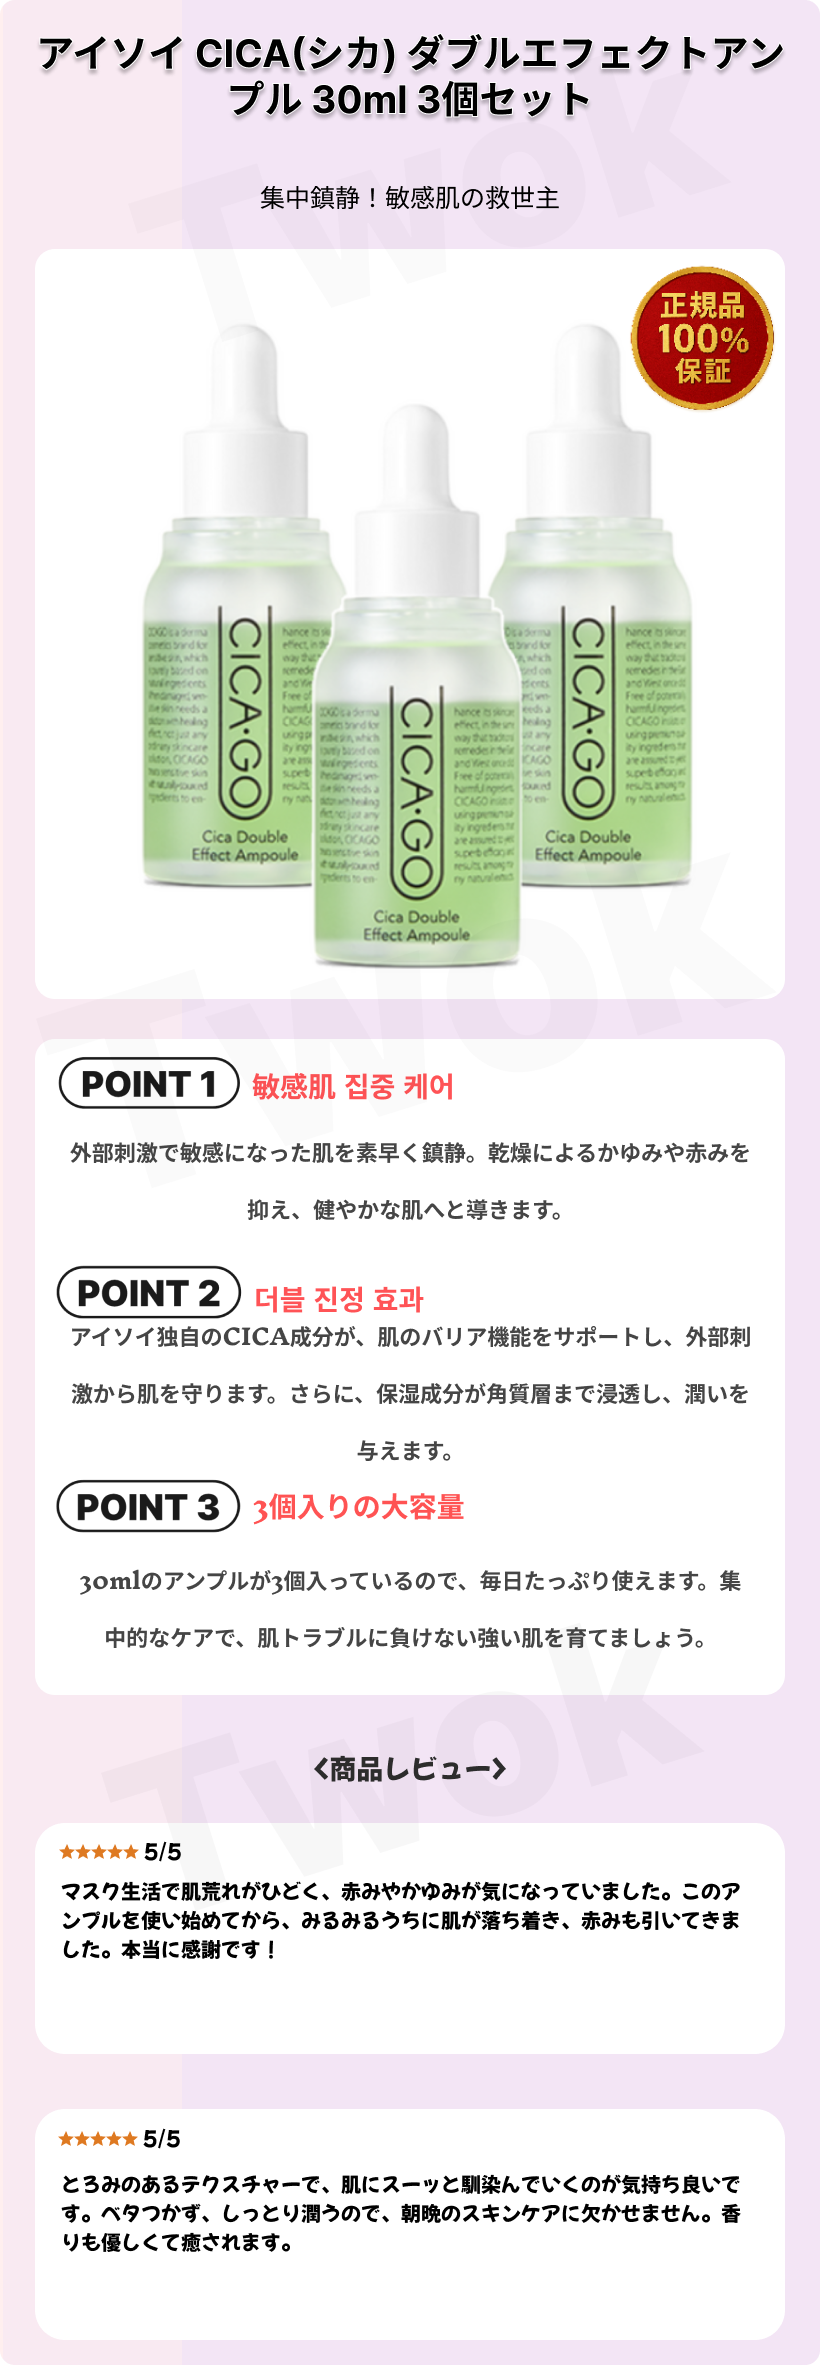 アイソイ CICA(シカ) ダブルエフェクトアン
プル 30ml 3個セット
集中鎮静！敏感肌の救世主
正規品
100%
保証
CICA·GO
Cica Double
Effect Ampoule
CICA·GO
Cica Double
Effect Ampoule
CICA·GO
Cica Double
Effect Ampoule
POINT 1 敏感肌 집중 케어
外部刺激で敏感になった肌を素早く鎮静。乾燥によるかゆみや赤みを
抑え、健やかな肌へと導きます。
POINT 2 더블 진정 효과
アイソイ独自のCICA成分が、肌のバリア機能をサポートし、外部刺
激から肌を守ります。さらに、保湿成分が角質層まで浸透し、潤いを
与えます。
POINT 3 3個入りの大容量
30mlのアンプルが3個入っているので、毎日たっぷり使えます。集
中的なケアで、肌トラブルに負けない強い肌を育てましょう。
<商品レビュー>
★★★★★ 5/5
マスク生活で肌荒れがひどく、赤みやかゆみが気になっていました。このア
ンプルを使い始めてから、みるみるうちに肌が落ち着き、赤みも引いてきま
した。本当に感謝です！
★★★★★ 5/5
とろみのあるテクスチャーで、肌にスーッと馴染んでいくのが気持ち良いで
す。ベタつかず、しっとり潤うので、朝晩のスキンケアに欠かせません。香
りも優しくて癒されます。
Twok
Twok
Twok